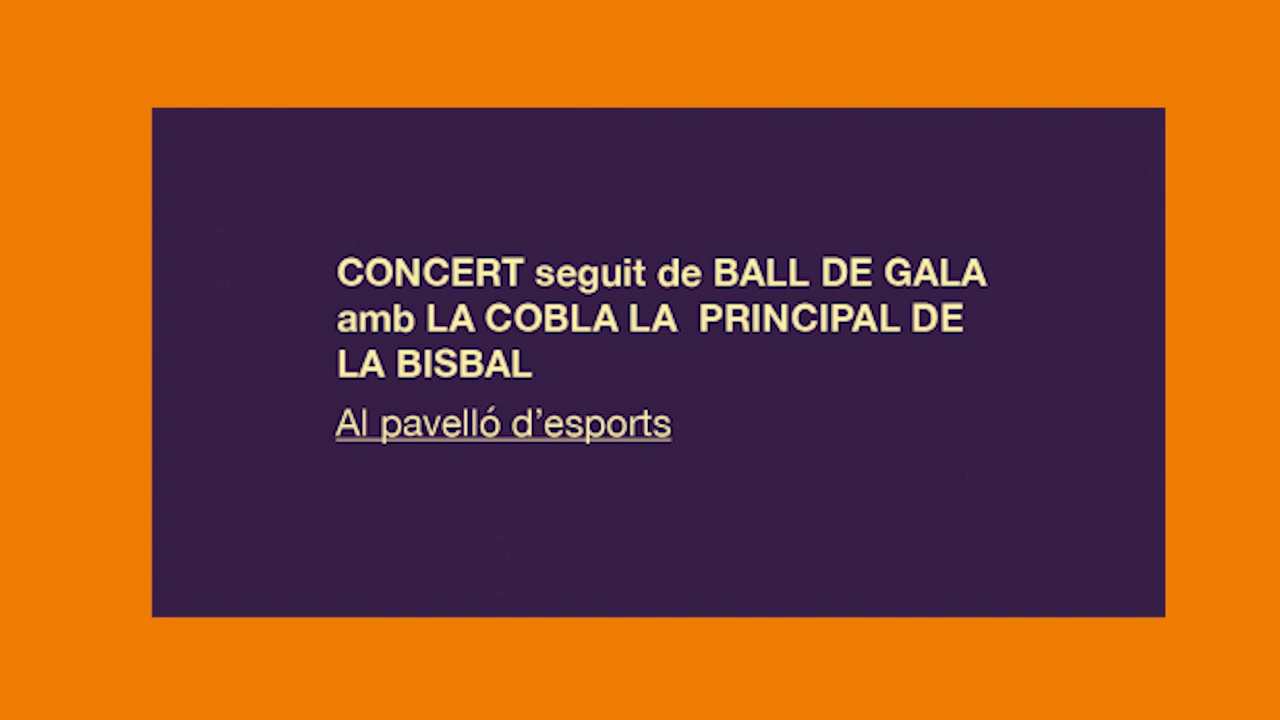 CONCERT seguit de BALL DE GALA
amb LA COBLA LA  PRINCIPAL DE
LA BISBAL
Al pavelló d’esports